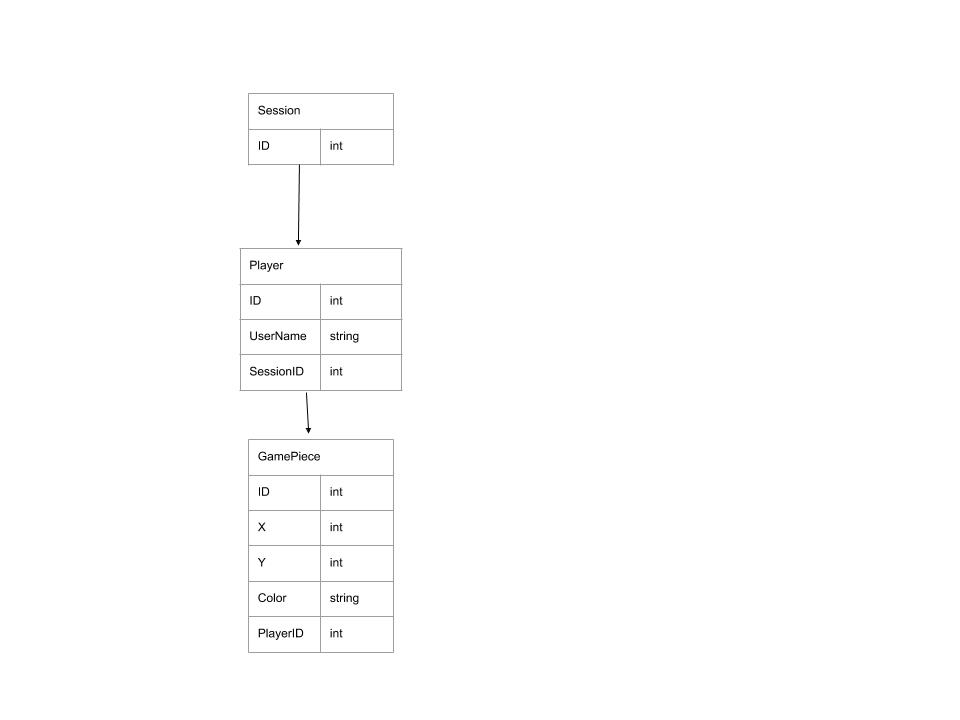 Session
ID int
Player
ID int
UserName string
SessionID int
GamePiece
ID int
X int
Y int
Color string
PlayerID int